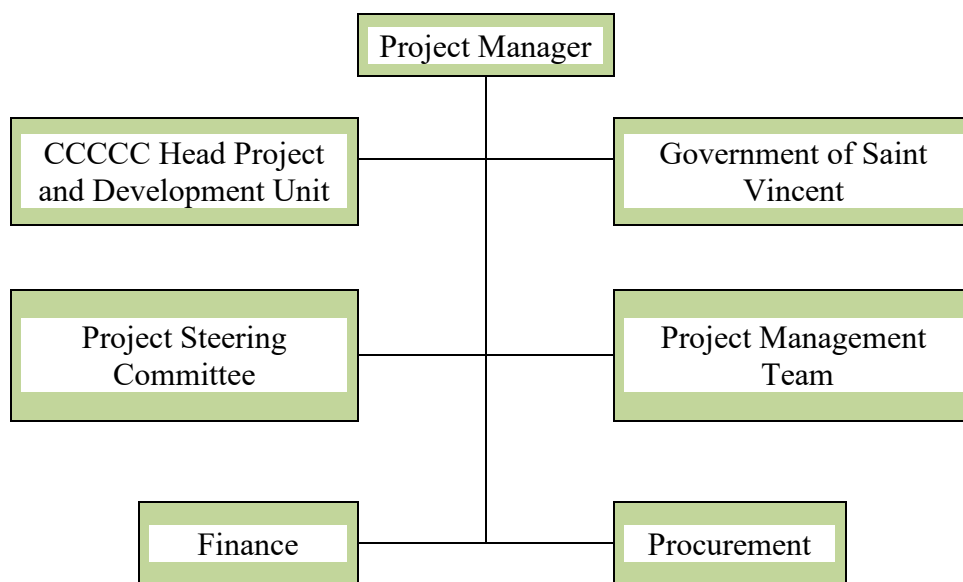 Project Manager
CCCCC Head Project
and Development Unit
Government of Saint
Vincent
Project Steering
Committee
Project Management
Team
Finance
Procurement